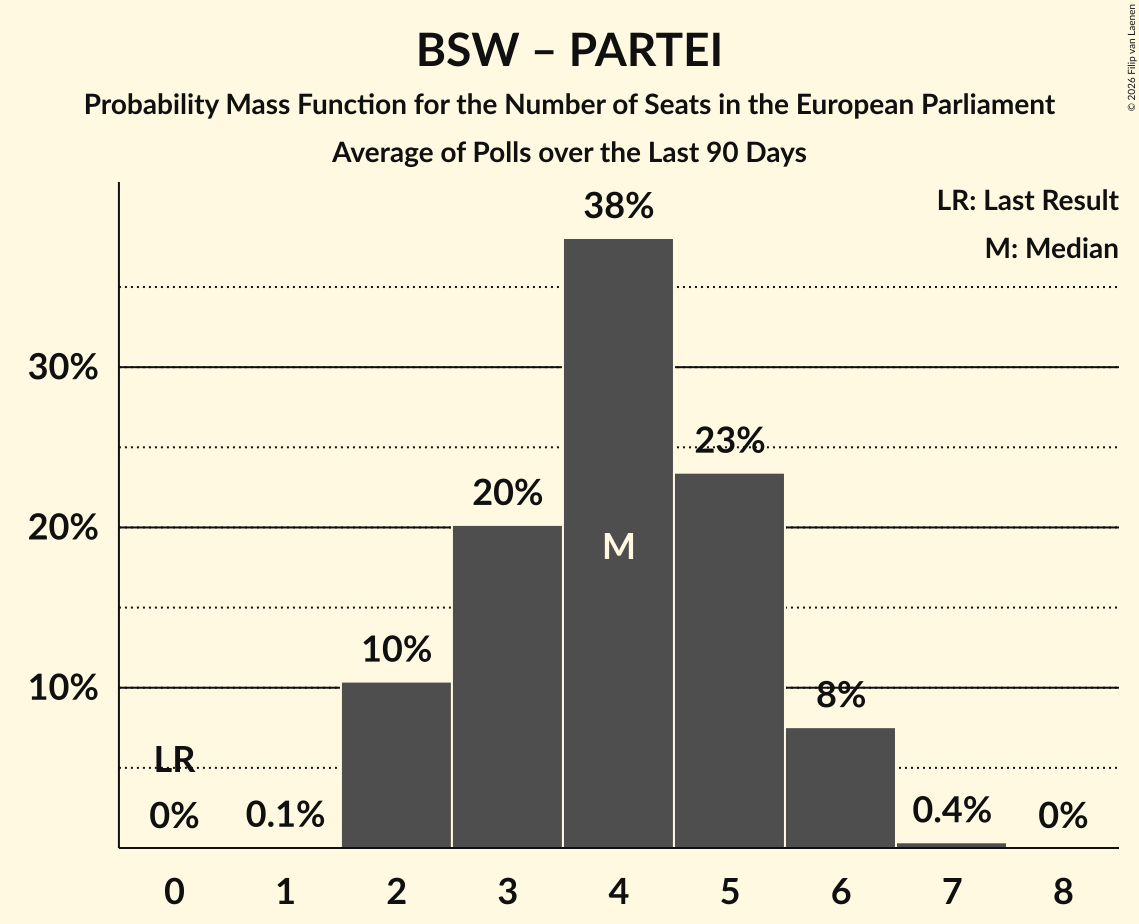 BSW – PARTEI
Probability Mass Function for the Number of Seats in the European Parliament
Average of Polls over the Last 90 Days
© 2026 Filip van Laenen
LR: Last Result
M: Median
38%
30%
23%
20%
20%
M
10%
10%
8%
LR
0%
0.1%
0.4%
0%
0 1 2 3 4 5 6 7 8